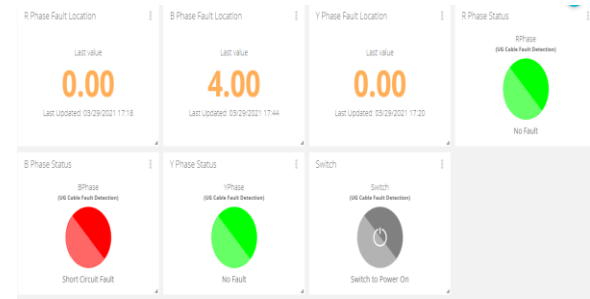 R Phase Fault Location
Last value
0.00
Last Updated: 03/29/2021 17:18
B Phase Fault Location
Last value
4.00
Last Updated: 03/29/2021 17:44
Y Phase Fault Location
Last value
0.00
Last Updated: 03/29/2021 17:20
R Phase Status
RPhase
(UG Cable Fault Detection)
No Fault
B Phase Status
BPhase
(UG Cable Fault Detection)
Short Circuit Fault
Y Phase Status
YPhase
(UG Cable Fault Detection)
No Fault
Switch
Switch
(UG Cable Fault Detection)
Switch to Power On